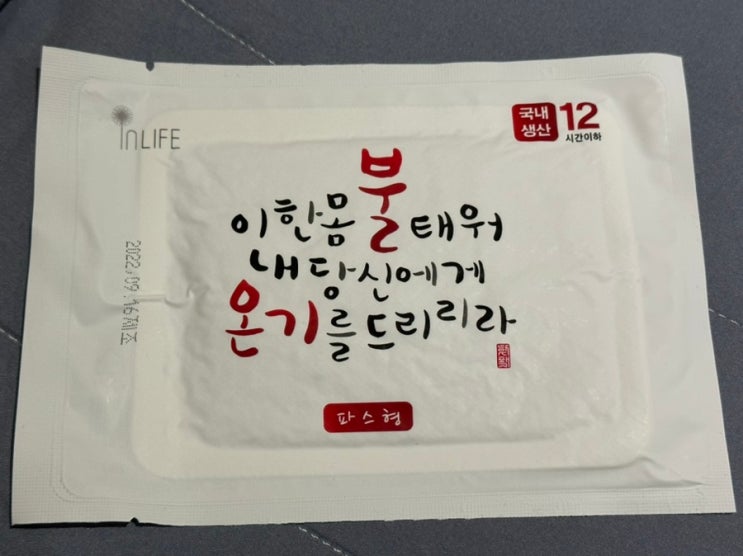 inLIFE
국내
생산
12
시간이하
이 한몸 불태워
내 당신에게
온기를 드리리라
파스형
2022.09.16제조